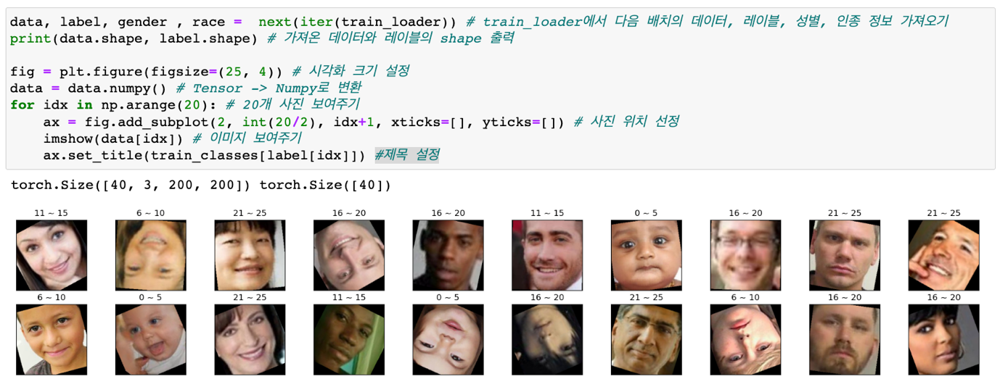 data, label, gender , race =  next(iter(train_loader)) # train_loader에서 다음 배치의 데이터, 레이블, 성별, 인종 정보 가져오기
print(data.shape, label.shape) # 가져온 데이터와 레이블의 shape 출력
fig = plt.figure(figsize=(25, 4)) # 시각화 크기 설정
data = data.numpy() # Tensor -> Numpy로 변환
for idx in np.arange(20): # 20개 사진 보여주기
    ax = fig.add_subplot(2, int(20/2), idx+1, xticks=[], yticks=[]) # 사진 위치 선정
    imshow(data[idx]) # 이미지 보여주기
    ax.set_title(train_classes[label[idx]]) #제목 설정
torch.Size([40, 3, 200, 200]) torch.Size([40])
11 ~ 15 6 ~ 10 21 ~ 25 16 ~ 20 16 ~ 20 11 ~ 15 0 ~ 5 16 ~ 20 21 ~ 25 21 ~ 25
6 ~ 10 0 ~ 5 21 ~ 25 11 ~ 15 0 ~ 5 16 ~ 20 21 ~ 25 6 ~ 10 16 ~ 20 16 ~ 20